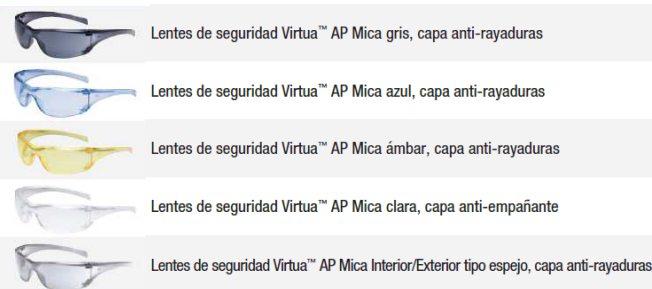 Lentes de seguridad Virtua™ AP Mica gris, capa anti-rayaduras
Lentes de seguridad Virtua™ AP Mica azul, capa anti-rayaduras
Lentes de seguridad Virtua™ AP Mica ámbar, capa anti-rayaduras
Lentes de seguridad Virtua™ AP Mica clara, capa anti-empañante
Lentes de seguridad Virtua™ AP Mica Interior/Exterior tipo espejo, capa anti-rayaduras